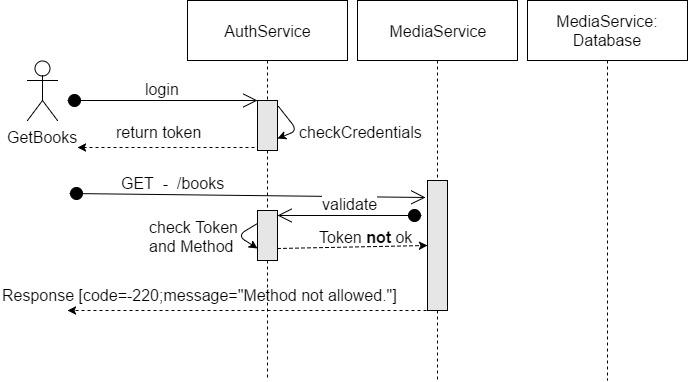 AuthService
MediaService
MediaService:
Database
login
GetBooks
return token
checkCredentials
GET - /books
validate
check Token
and Method
Token not ok
Response [code=-220;message="Method not allowed."]